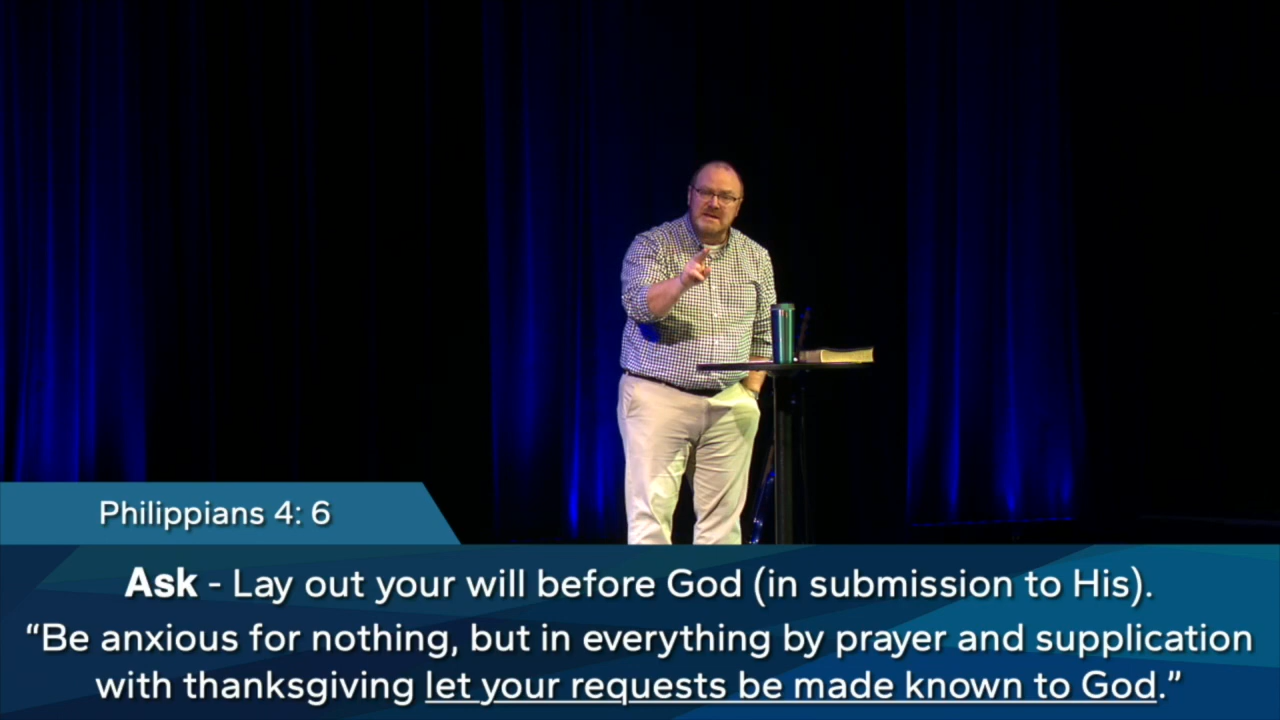 Philippians 4: 6
Ask - Lay out your will before God (in submission to His).
“Be anxious for nothing, but in everything by prayer and supplication
with thanksgiving let your requests be made known to God.”